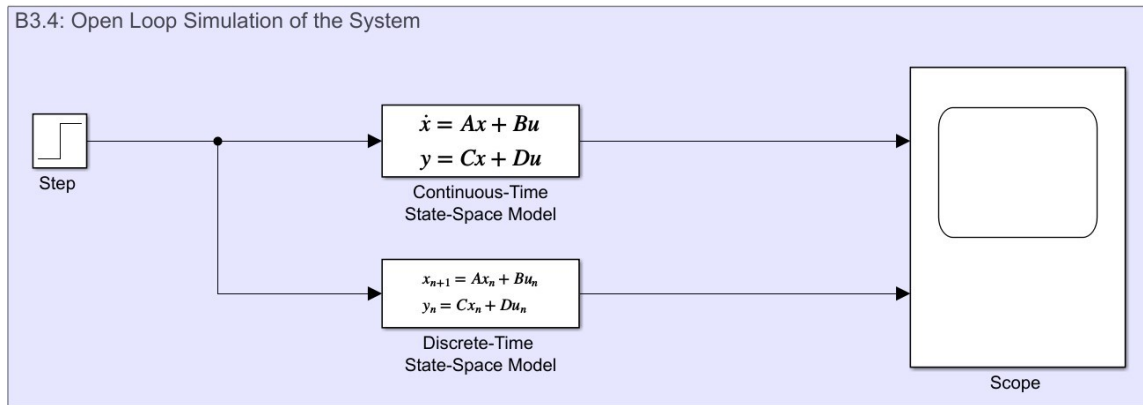 B3.4: Open Loop Simulation of the System
Step
ẋ = Ax + Bu
y = Cx + Du
Continuous-Time
State-Space Model
xₙ₊₁ = Axₙ + Buₙ
yₙ = Cxₙ + Duₙ
Discrete-Time
State-Space Model
Scope